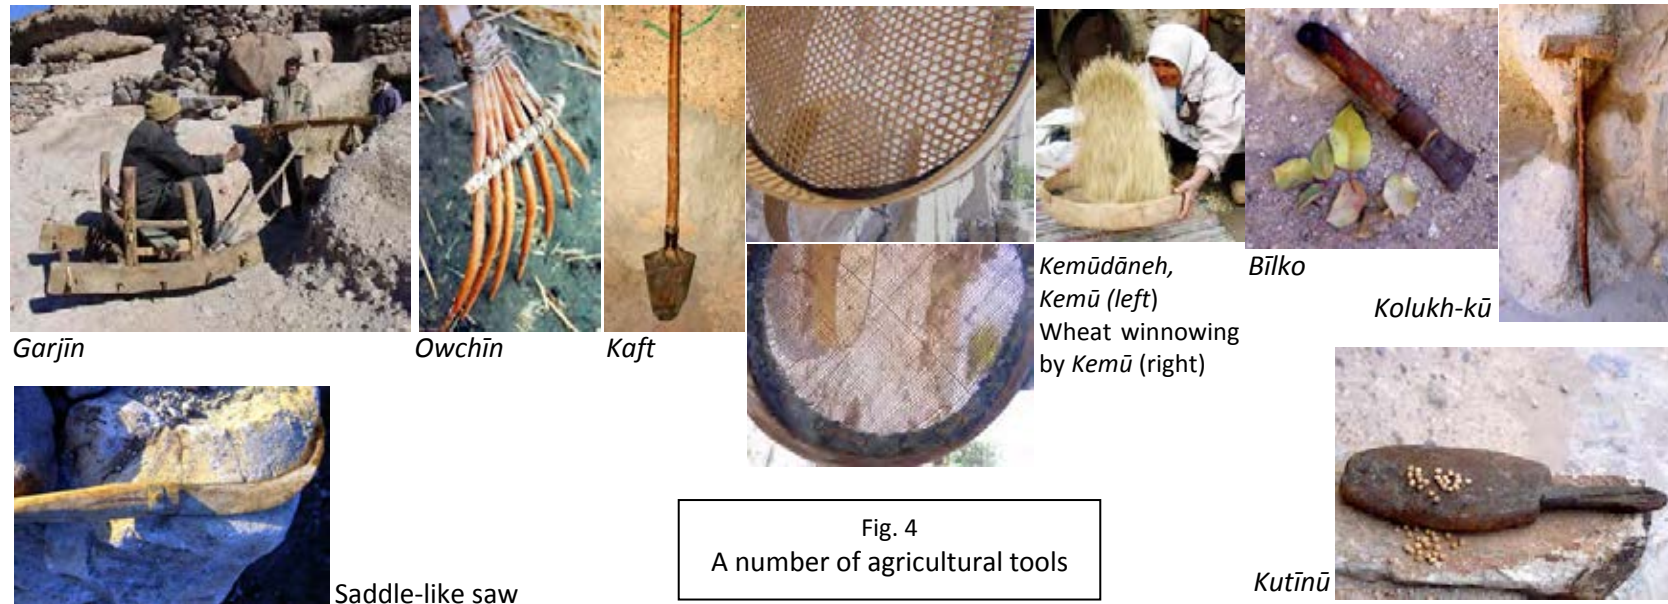 Garjīn
Owchīn
Kaft
Kemūdāneh,
Kemū (left)
Wheat winnowing
by Kemū (right)
Bīlko
Kolukh-kū
Saddle-like saw
Fig. 4
A number of agricultural tools
Kutīnū